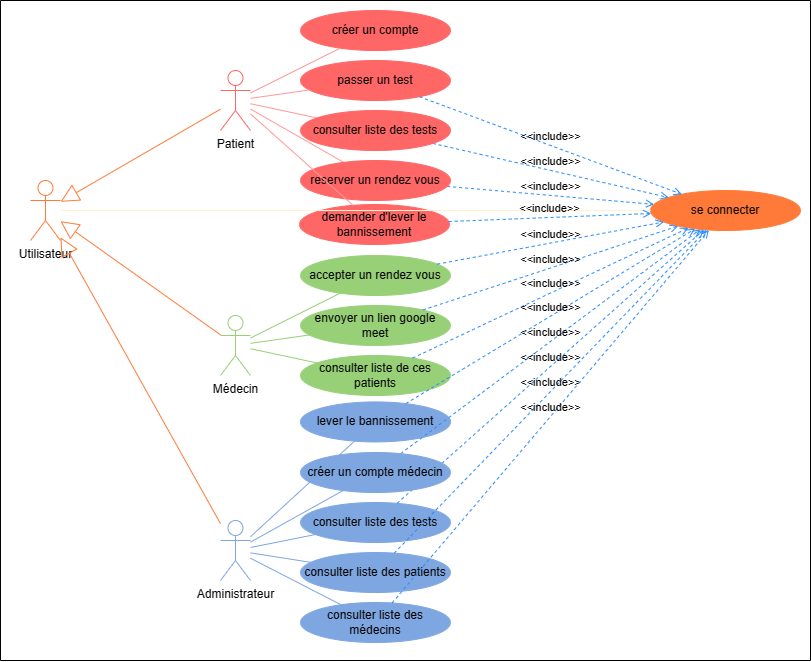 créer un compte
passer un test
consulter liste des tests
reserver un rendez vous
demander d'lever le
bannissement
Patient
Utilisateur
accepter un rendez vous
envoyer un lien google
meet
consulter liste de ces
patients
Médecin
lever le bannissement
créer un compte médecin
consulter liste des tests
consulter liste des patients
consulter liste des
médecins
Administrateur
<<include>>
<<include>>
<<include>>
<<include>>
<<include>>
<<include>>
<<include>>
<<include>>
<<include>>
<<include>>
<<include>>
<<include>>
se connecter